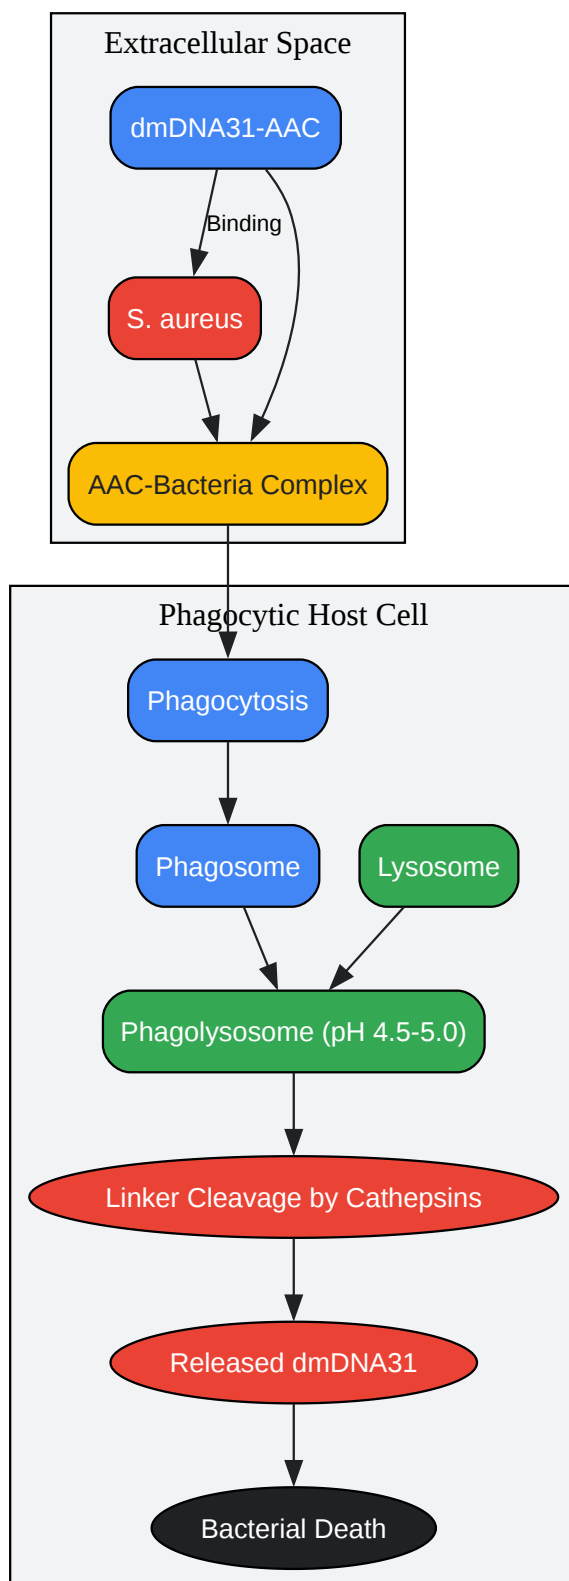 Extracellular Space
dmDNA31-AAC
Binding
S. aureus
AAC-Bacteria Complex
Phagocytic Host Cell
Phagocytosis
Phagosome
Lysosome
Phagolysosome (pH 4.5-5.0)
Linker Cleavage by Cathepsins
Released dmDNA31
Bacterial Death